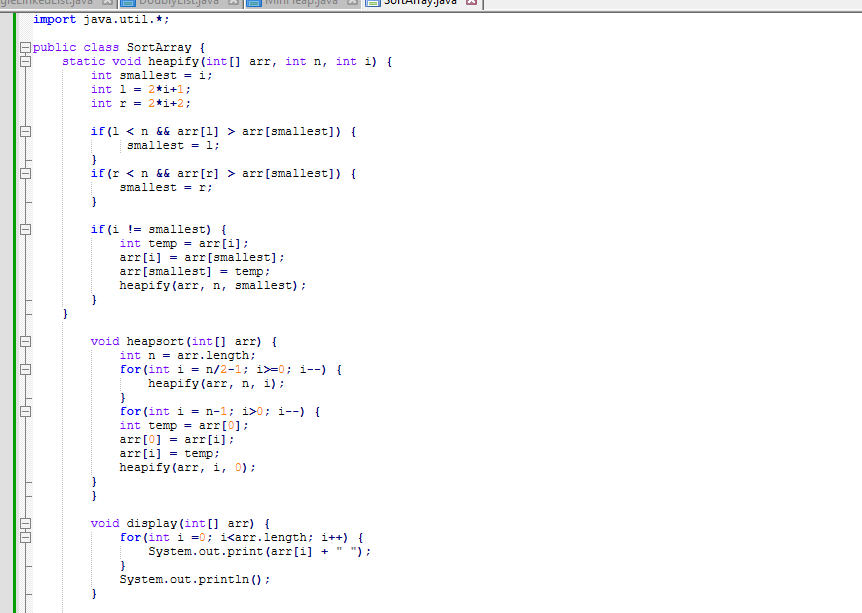 gleLinkedList.java DoublyList.java MinHeap.java SortArray.java
import java.util.*;
public class SortArray {
static void heapify(int[] arr, int n, int i) {
int smallest = i;
int l = 2*i+1;
int r = 2*i+2;
if(l < n && arr[l] > arr[smallest]) {
smallest = l;
}
if(r < n && arr[r] > arr[smallest]) {
smallest = r;
}
if(i != smallest) {
int temp = arr[i];
arr[i] = arr[smallest];
arr[smallest] = temp;
heapify(arr, n, smallest);
}
}
void heapsort(int[] arr) {
int n = arr.length;
for(int i = n/2-1; i>=0; i--) {
heapify(arr, n, i);
}
for(int i = n-1; i>0; i--) {
int temp = arr[0];
arr[0] = arr[i];
arr[i] = temp;
heapify(arr, i, 0);
}
}
void display(int[] arr) {
for(int i =0; i<arr.length; i++) {
System.out.print(arr[i] + " ");
}
System.out.println();
}